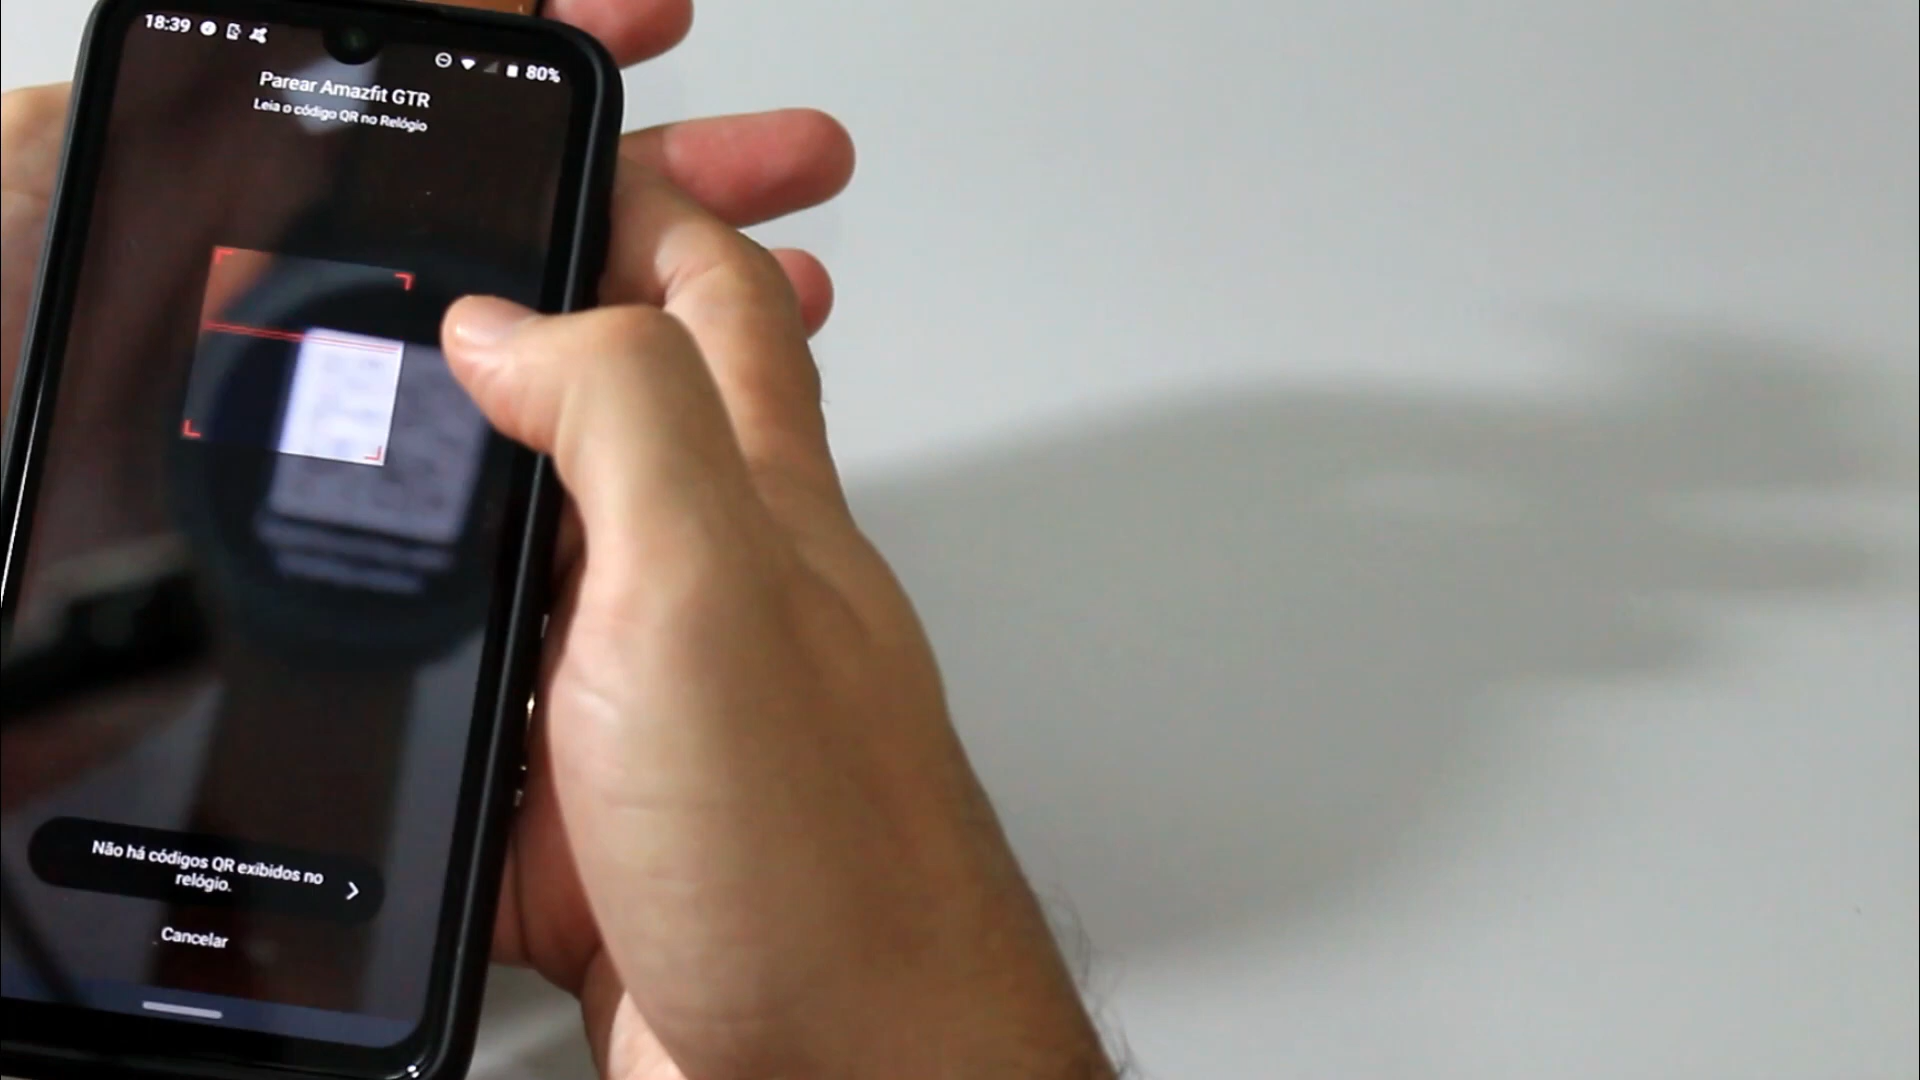 18:39
80%
Parear Amazfit GTR
Leia o código QR no Relógio
Não há códigos QR exibidos no
relógio.
Cancelar